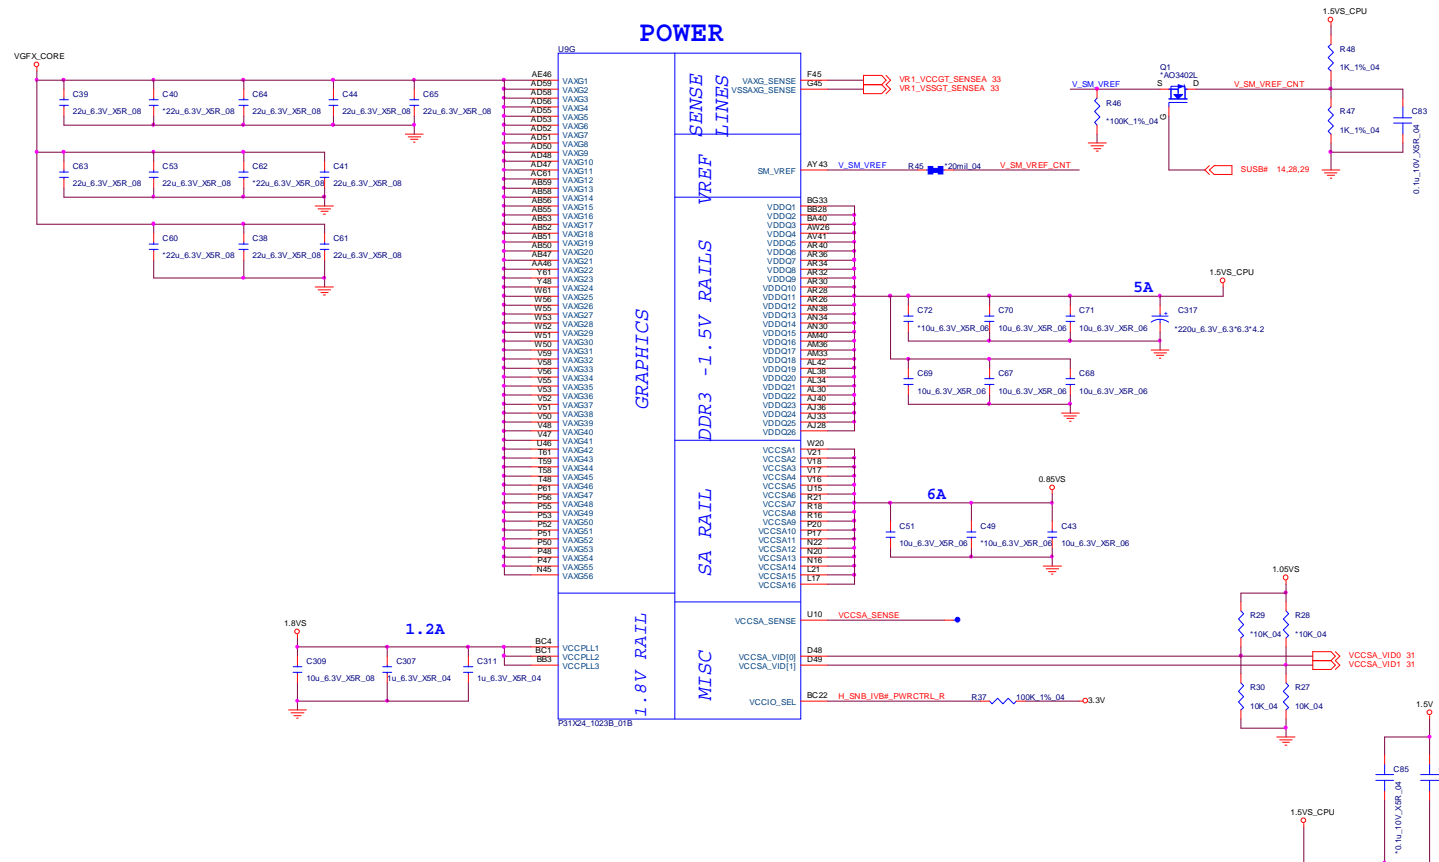 POWER
U9G
VGFX_CORE
C39
22u_6.3V_X5R_08
C40
*22u_6.3V_X5R_08
C64
22u_6.3V_X5R_08
C44
22u_6.3V_X5R_08
C65
22u_6.3V_X5R_08
C63
22u_6.3V_X5R_08
C53
22u_6.3V_X5R_08
C62
*22u_6.3V_X5R_08
C41
22u_6.3V_X5R_08
C60
*22u_6.3V_X5R_08
C38
22u_6.3V_X5R_08
C61
22u_6.3V_X5R_08
AE46 VAXG1
AD59 VAXG2
AD58 VAXG3
AD56 VAXG4
AD55 VAXG5
AD53 VAXG6
AD52 VAXG7
AD51 VAXG8
AD50 VAXG9
AD48 VAXG10
AD47 VAXG11
AC61 VAXG12
AB59 VAXG13
AB58 VAXG14
AB56 VAXG15
AB55 VAXG16
AB53 VAXG17
AB52 VAXG18
AB51 VAXG19
AB50 VAXG20
AB47 VAXG21
AA46 VAXG22
Y61 VAXG23
Y48 VAXG24
W61 VAXG25
W56 VAXG26
W55 VAXG27
W53 VAXG28
W52 VAXG29
W51 VAXG30
W50 VAXG31
V59 VAXG32
V58 VAXG33
V56 VAXG34
V55 VAXG35
V53 VAXG36
V52 VAXG37
V51 VAXG38
V50 VAXG39
V48 VAXG40
V47 VAXG41
U46 VAXG42
T61 VAXG43
T59 VAXG44
T58 VAXG45
T48 VAXG46
P61 VAXG47
P56 VAXG48
P55 VAXG49
P53 VAXG50
P52 VAXG51
P51 VAXG52
P50 VAXG53
P48 VAXG54
P47 VAXG55
N45 VAXG56
GRAPHICS
SENSE
LINES
VREF
DDR3 -1.5V RAILS
SA RAIL
MISC
1.8V RAIL
VAXG_SENSE F45 VR1_VCCGT_SENSEA 33
VSSAXG_SENSE G45 VR1_VSSGT_SENSEA 33
SM_VREF AY43 V_SM_VREF R45 *20mil_04 V_SM_VREF_CNT
VDDQ1 BG33
VDDQ2 BB28
VDDQ3 BA40
VDDQ4 AW26
VDDQ5 AV41
VDDQ6 AR40
VDDQ7 AR36
VDDQ8 AR34
VDDQ9 AR32
VDDQ10 AR30
VDDQ11 AR28
VDDQ12 AR26
VDDQ13 AN38
VDDQ14 AN34
VDDQ15 AN30
VDDQ16 AM40
VDDQ17 AM36
VDDQ18 AM33
VDDQ19 AL42
VDDQ20 AL38
VDDQ21 AL34
VDDQ22 AL30
VDDQ23 AJ40
VDDQ24 AJ36
VDDQ25 AJ33
VDDQ26 AJ28
VCCSA1 W20
VCCSA2 V21
VCCSA3 V18
VCCSA4 V17
VCCSA5 V16
VCCSA6 U15
VCCSA7 R21
VCCSA8 R18
VCCSA9 R16
VCCSA10 P20
VCCSA11 P17
VCCSA12 N22
VCCSA13 N20
VCCSA14 N16
VCCSA15 L21
VCCSA16 L17
VCCSA_SENSE U10 VCCSA_SENSE
VCCSA_VID[0] D48
VCCSA_VID[1] D49
VCCIO_SEL BC22 H_SNB_IVB#_PWRCTRL_R R37 100K_1%_04 3.3V
1.8VS
1.2A
C309
10u_6.3V_X5R_08
C307
1u_6.3V_X5R_04
C311
1u_6.3V_X5R_04
BC4 VCCPLL1
BC1 VCCPLL2
BB3 VCCPLL3
P31X24_1023B_01B
V_SM_VREF
R46
*100K_1%_04
Q1
*AO3402L
S
D
G
V_SM_VREF_CNT
SUSB# 14,28,29
1.5VS_CPU
R48
1K_1%_04
R47
1K_1%_04
C83
0.1u_10V_X5R_04
1.5VS_CPU
5A
C72
*10u_6.3V_X5R_06
C70
10u_6.3V_X5R_06
C71
10u_6.3V_X5R_06
+
C317
*220u_6.3V_6.3*6.3*4.2
C69
10u_6.3V_X5R_06
C67
10u_6.3V_X5R_06
C68
10u_6.3V_X5R_06
6A
0.85VS
C51
10u_6.3V_X5R_06
C49
*10u_6.3V_X5R_06
C43
10u_6.3V_X5R_06
1.05VS
R29
*10K_04
R28
*10K_04
VCCSA_VID0 31
VCCSA_VID1 31
R30
10K_04
R27
10K_04
1.5V
C85
*0.1u_10V_X5R_04
1.5VS_CPU